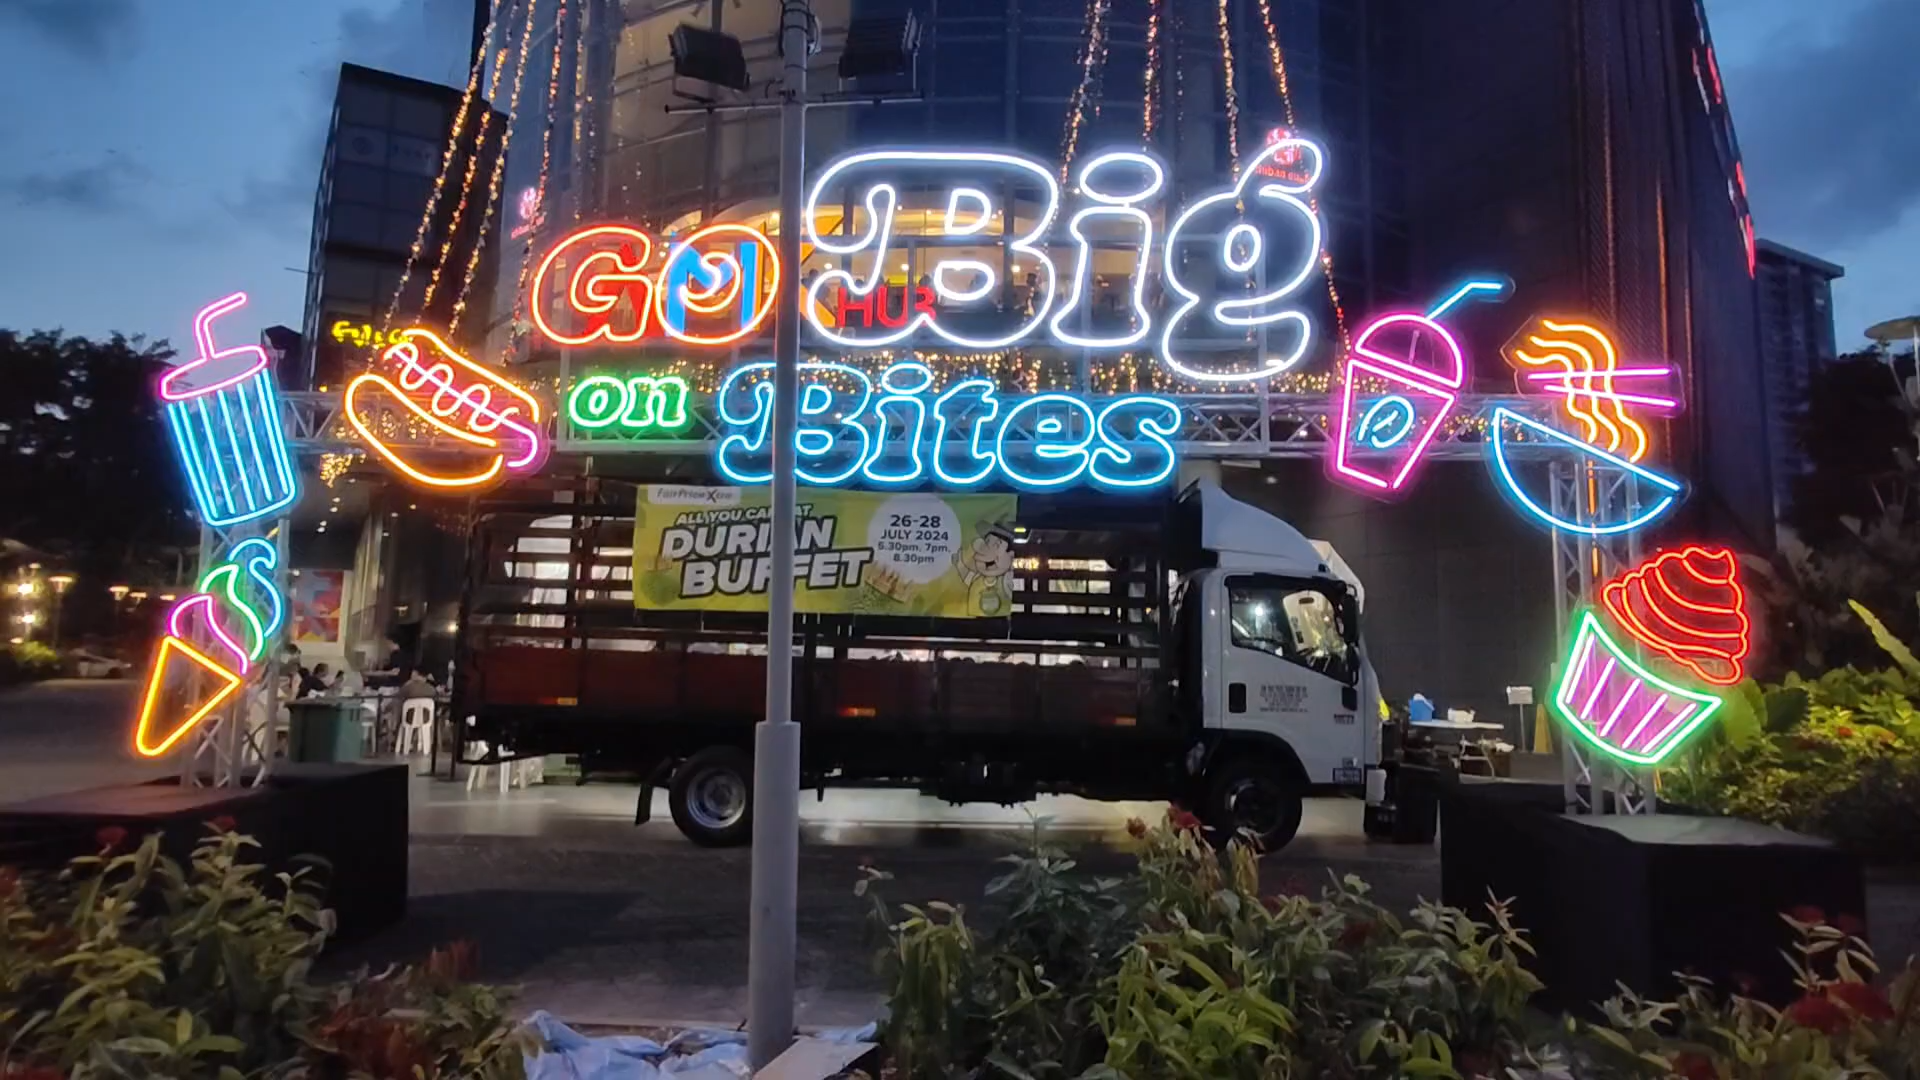 Go Big
on Bites
HUB
FairPrice Xtra
ALL YOU CAN EAT
DURIAN
BUFFET
26-28
JULY 2024
5.30pm, 7pm,
8.30pm